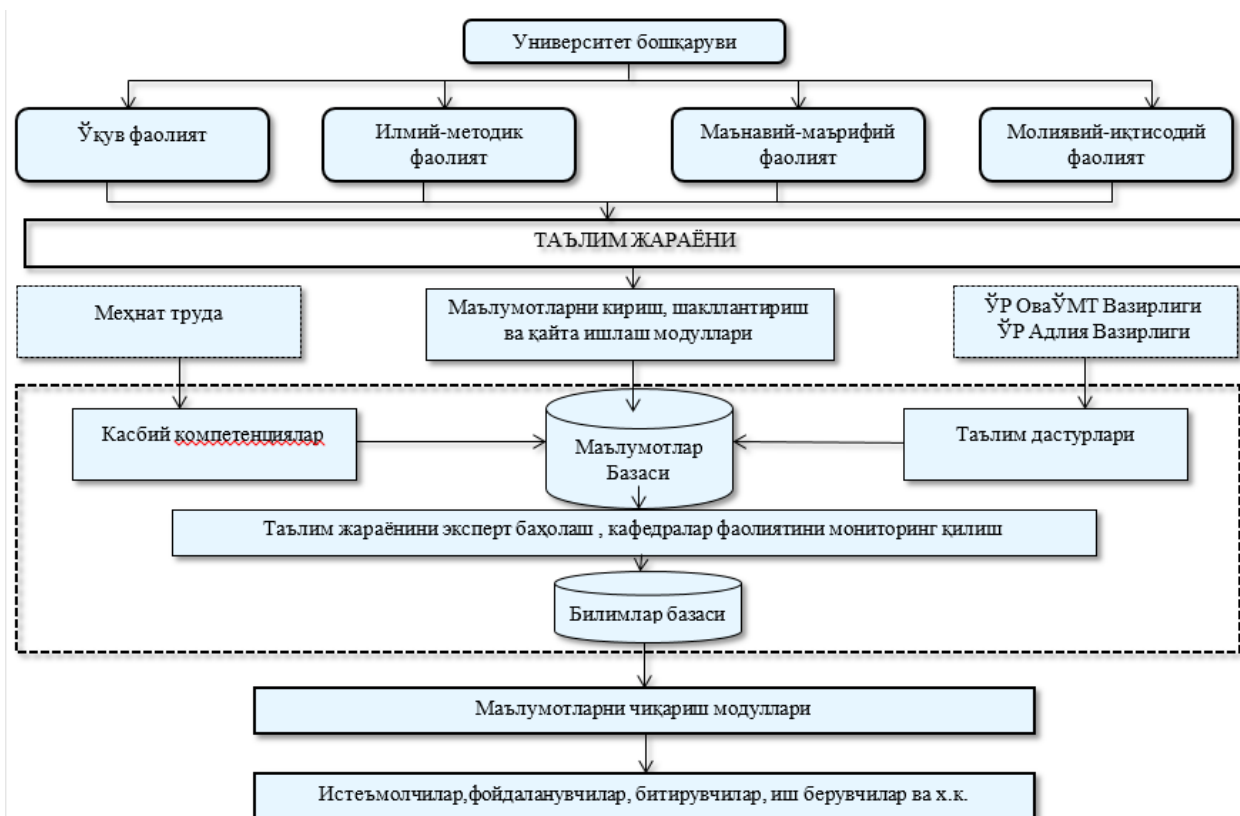 Университет бошқаруви
Ўқув фаолият
Илмий-методик
фаолият
Маънавий-маърифий
фаолият
Молиявий-иқтисодий
фаолият
ТАЪЛИМ ЖАРАЁНИ
Меҳнат труда
Маълумотларни кириш, шакллантириш
ва қайта ишлаш модуллари
ЎР ОваЎМТ Вазирлиги
ЎР Адлия Вазирлиги
Касбий компетенциялар
Маълумотлар
Базаси
Таълим дастурлари
Таълим жараёнини эксперт баҳолаш , кафедралар фаолиятини мониторинг қилиш
Билимлар базаси
Маълумотларни чиқариш модуллари
Истеъмолчилар,фойдаланувчилар, битирувчилар, иш берувчилар ва х.к.